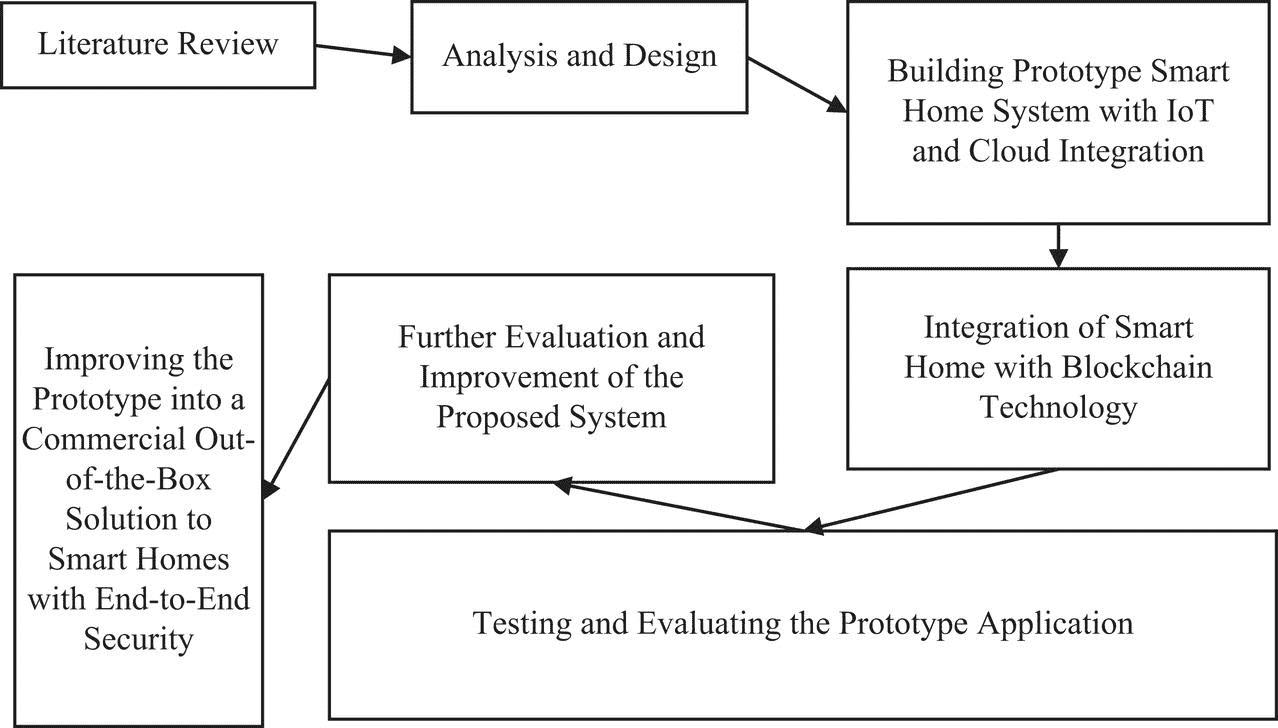 Literature Review
Analysis and Design
Building Prototype Smart
Home System with IoT
and Cloud Integration
Integration of Smart
Home with Blockchain
Technology
Testing and Evaluating the Prototype Application
Further Evaluation and
Improvement of the
Proposed System
Improving the
Prototype into a
Commercial Out-
of-the-Box
Solution to
Smart Homes
with End-to-End
Security